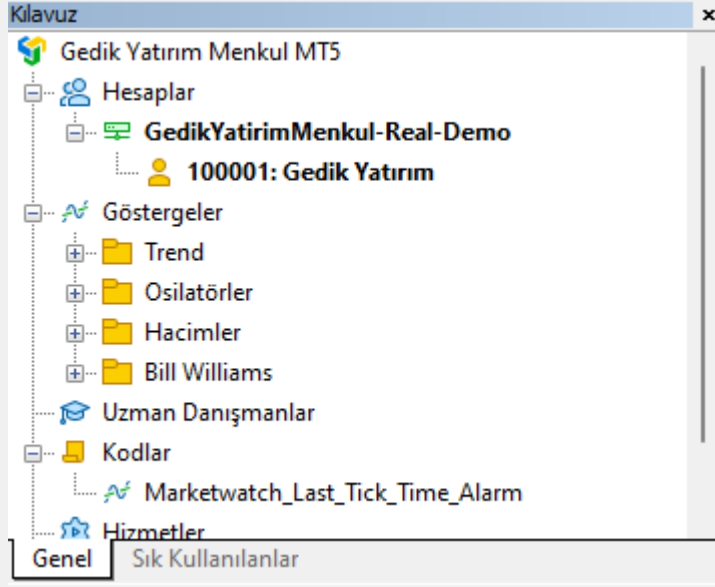 Kılavuz
Gedik Yatırım Menkul MT5
Hesaplar
GedikYatirimMenkul-Real-Demo
100001: Gedik Yatırım
Göstergeler
Trend
Osilatörler
Hacimler
Bill Williams
Uzman Danışmanlar
Kodlar
Marketwatch_Last_Tick_Time_Alarm
Hizmetler
Genel Sık Kullanılanlar